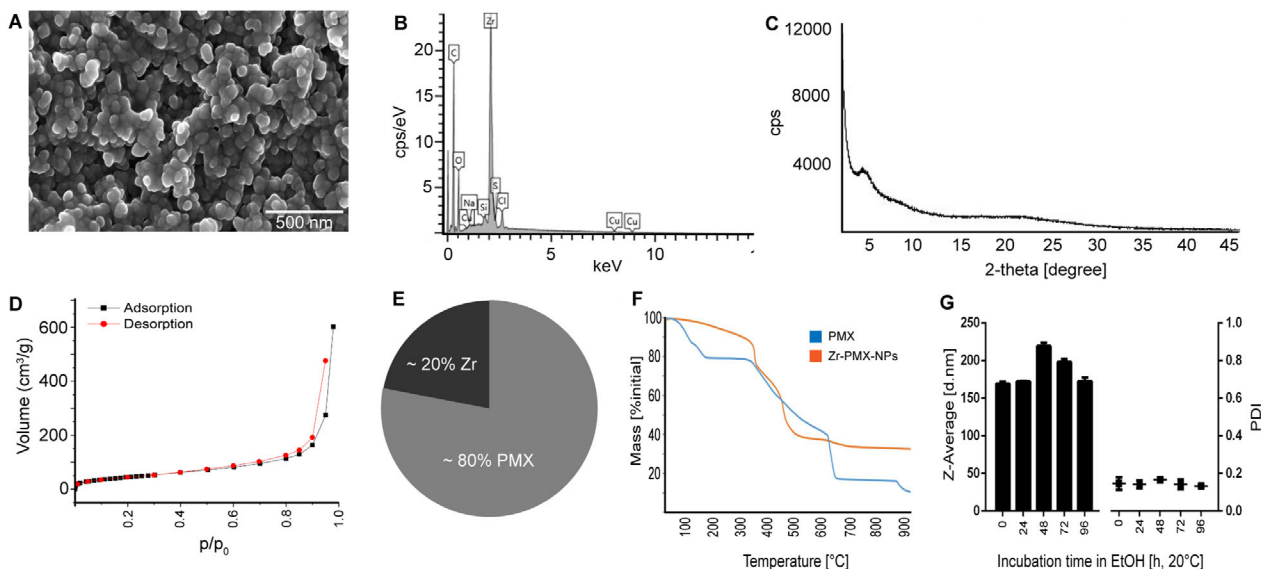 A
500 nm
B
cps/eV
20
15
10
5
C
O
Cu
Na
Si
Zr
S
Cl
Cu
Cu
0
5
10
keV
C
cps
12000
8000
4000
5
10
15
20
25
30
35
40
45
2-theta [degree]
D
Adsorption
Desorption
Volume (cm³/g)
600
400
200
0
0.2
0.4
0.6
0.8
1.0
p/p₀
E
~ 20% Zr
~ 80% PMX
F
PMX
Zr-PMX-NPs
Mass [%initial]
100
80
60
40
20
100
200
300
400
500
600
700
800
900
Temperature [°C]
G
Z-Average [d.nm]
250
200
150
100
50
0
0
24
48
72
96
0
24
48
72
96
1.0
0.8
0.6
0.4
0.2
0.0
PDI
Incubation time in EtOH [h, 20°C]